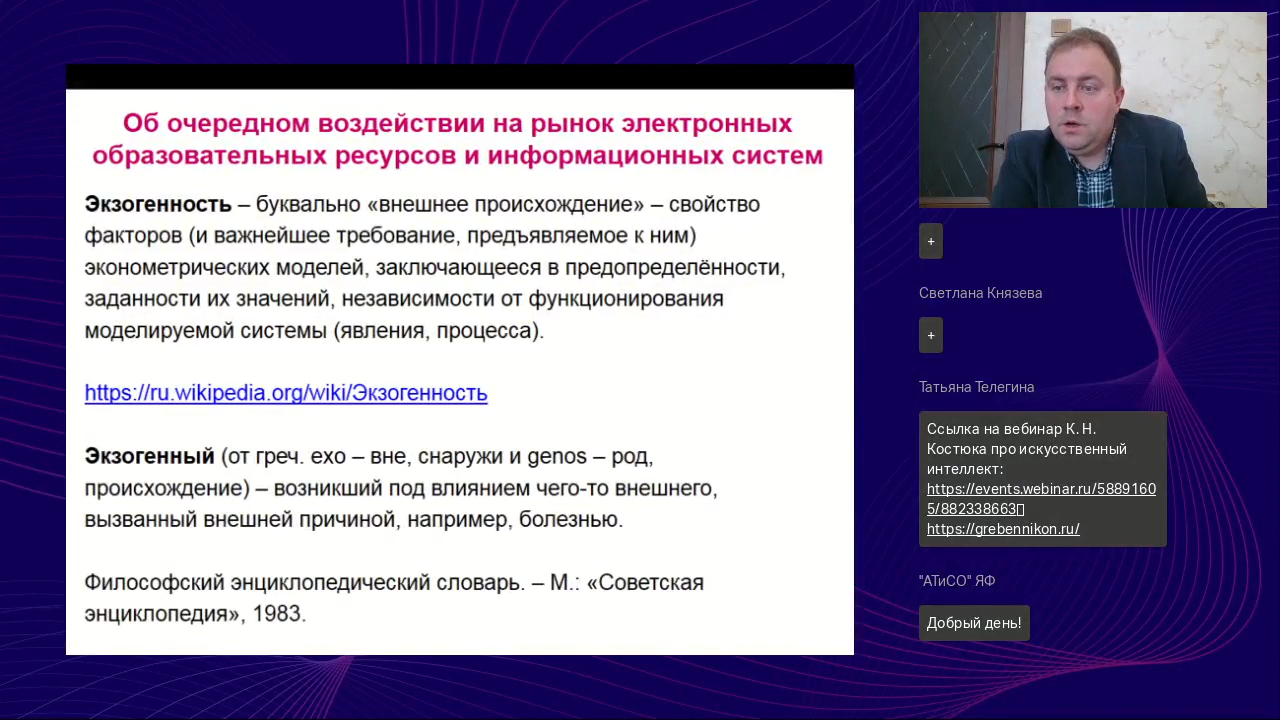 Об очередном воздействии на рынок электронных
образовательных ресурсов и информационных систем
Экзогенность – буквально «внешнее происхождение» – свойство
факторов (и важнейшее требование, предъявляемое к ним)
эконометрических моделей, заключающееся в предопределённости,
заданности их значений, независимости от функционирования
моделируемой системы (явления, процесса).
https://ru.wikipedia.org/wiki/Экзогенность
Экзогенный (от греч. exo – вне, снаружи и genos – род,
происхождение) – возникший под влиянием чего-то внешнего,
вызванный внешней причиной, например, болезнью.
Философский энциклопедический словарь. – М.: «Советская
энциклопедия», 1983.
+
Светлана Князева
+
Татьяна Телегина
Ссылка на вебинар К. Н.
Костюка про искусственный
интеллект:
https://events.webinar.ru/5889160
5/882338663
https://grebennikon.ru/
"АТиСО" ЯФ
Добрый день!